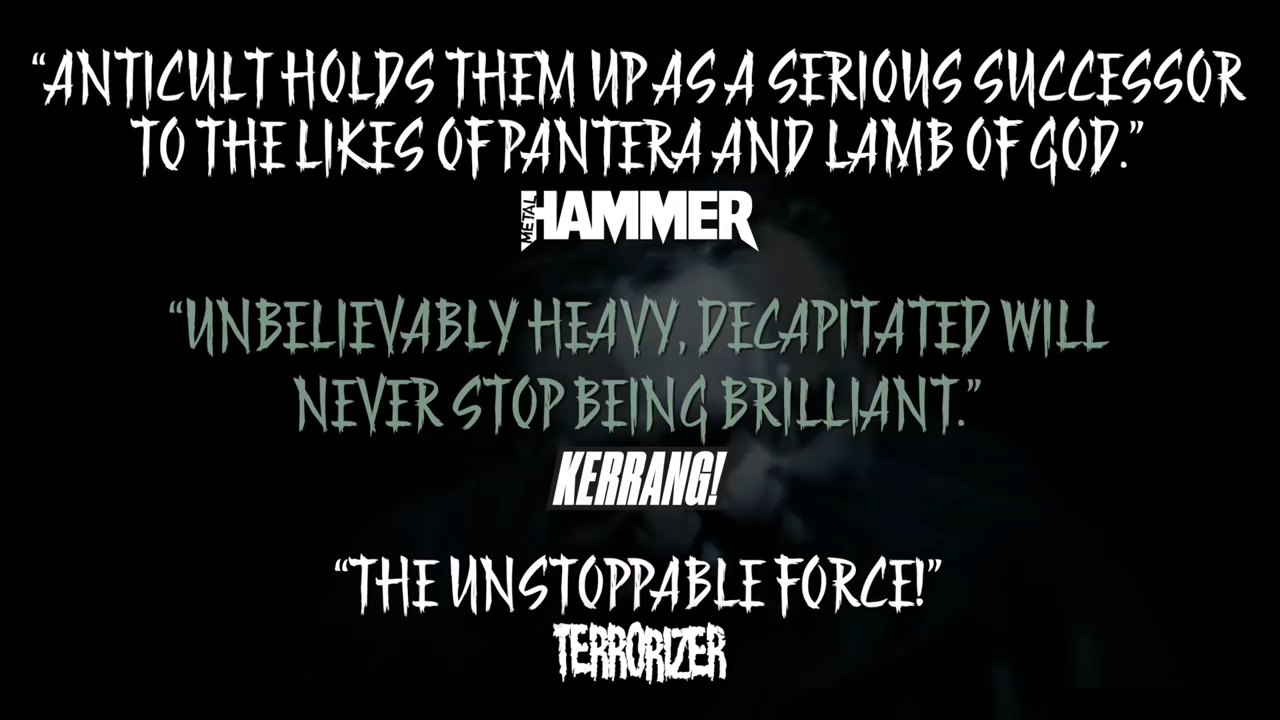 “ANTICULT HOLDS THEM UP AS A SERIOUS SUCCESSOR
TO THE LIKES OF PANTERA AND LAMB OF GOD.”
METAL HAMMER
“UNBELIEVABLY HEAVY, DECAPITATED WILL
NEVER STOP BEING BRILLIANT.”
KERRANG!
“THE UNSTOPPABLE FORCE!”
TERRORIZER